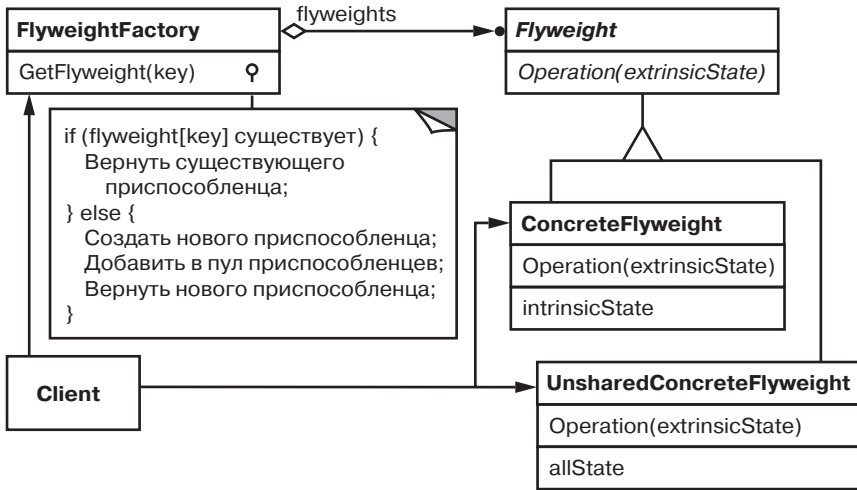 flyweights
FlyweightFactory
GetFlyweight(key)
Flyweight
Operation(extrinsicState)
if (flyweight[key] существует) {
Вернуть существующего
приспособленца;
} else {
Создать нового приспособленца;
Добавить в пул приспособленцев;
Вернуть нового приспособленца;
}
ConcreteFlyweight
Operation(extrinsicState)
intrinsicState
Client
UnsharedConcreteFlyweight
Operation(extrinsicState)
allState